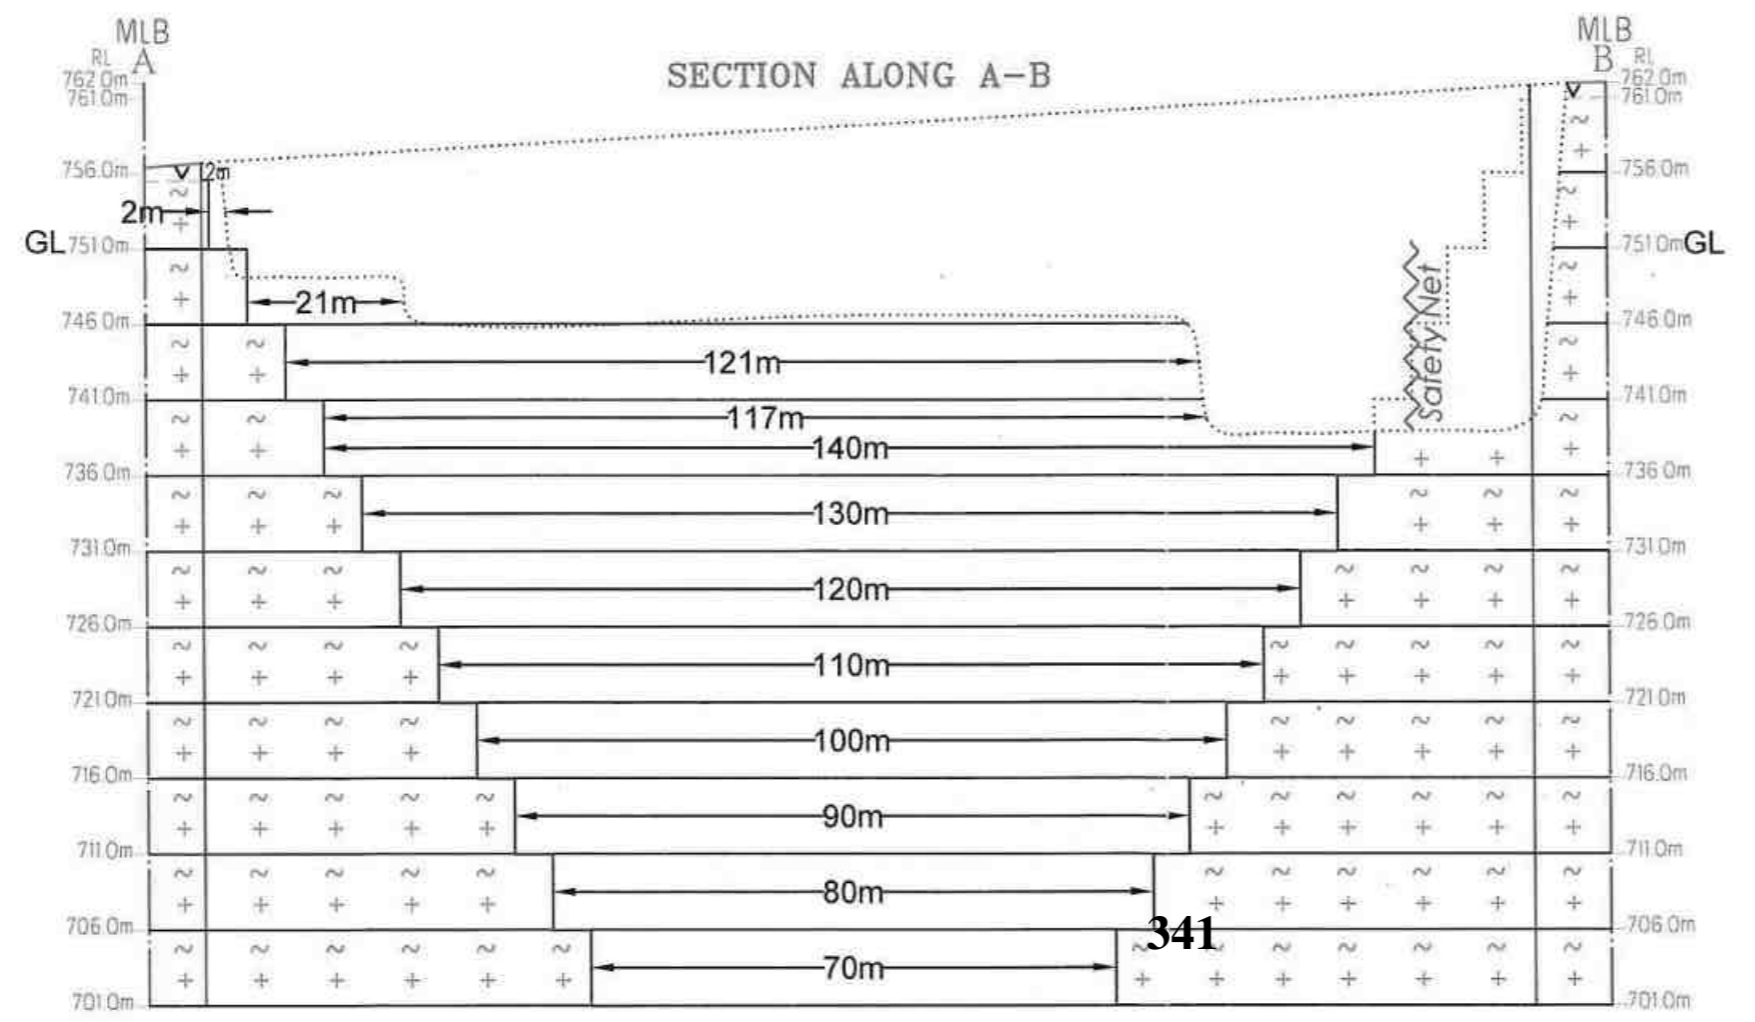 MLB MLB
RL A B RL
SECTION ALONG A-B
762.0m 762.0m
761.0m 761.0m
756.0m 2m 756.0m
2m
GL 751.0m 751.0m GL
21m
Safety Net
746.0m 746.0m
121m
741.0m 741.0m
117m
140m
736.0m 736.0m
130m
731.0m 731.0m
120m
726.0m 726.0m
110m
721.0m 721.0m
100m
716.0m 716.0m
90m
711.0m 711.0m
80m
706.0m 706.0m
341
70m
701.0m 701.0m